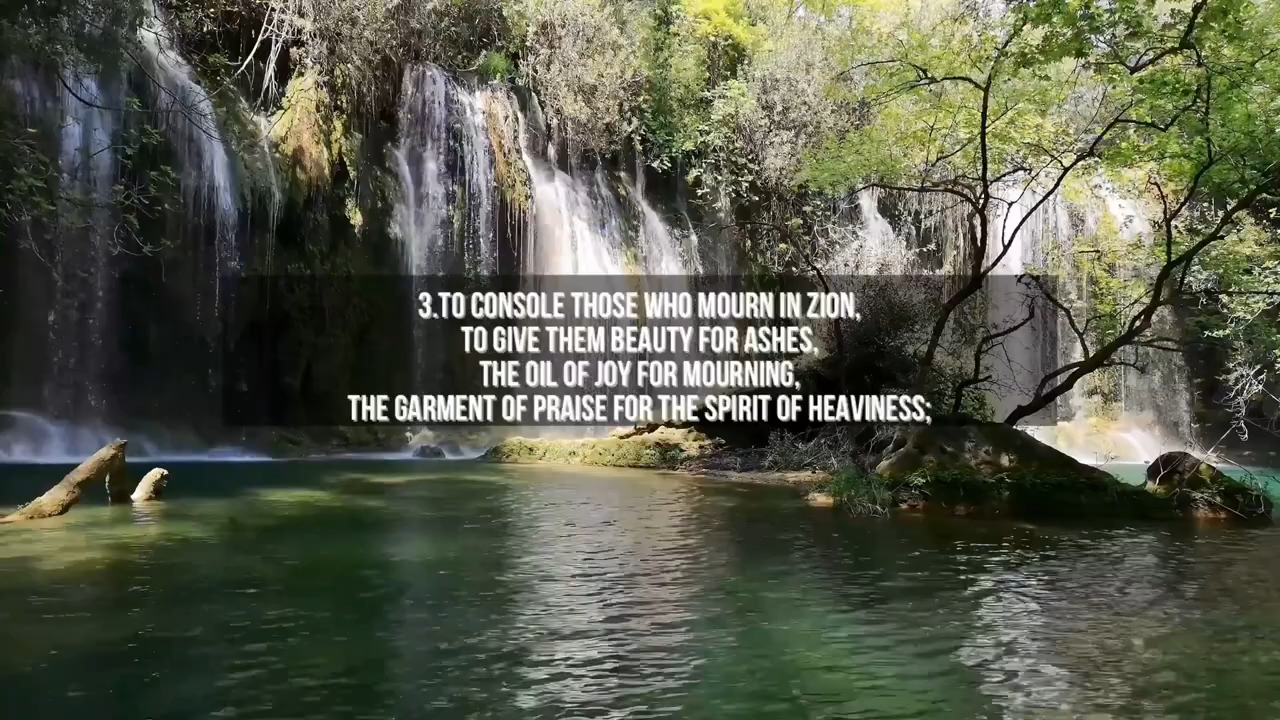 3.TO CONSOLE THOSE WHO MOURN IN ZION,
TO GIVE THEM BEAUTY FOR ASHES,
THE OIL OF JOY FOR MOURNING,
THE GARMENT OF PRAISE FOR THE SPIRIT OF HEAVINESS;